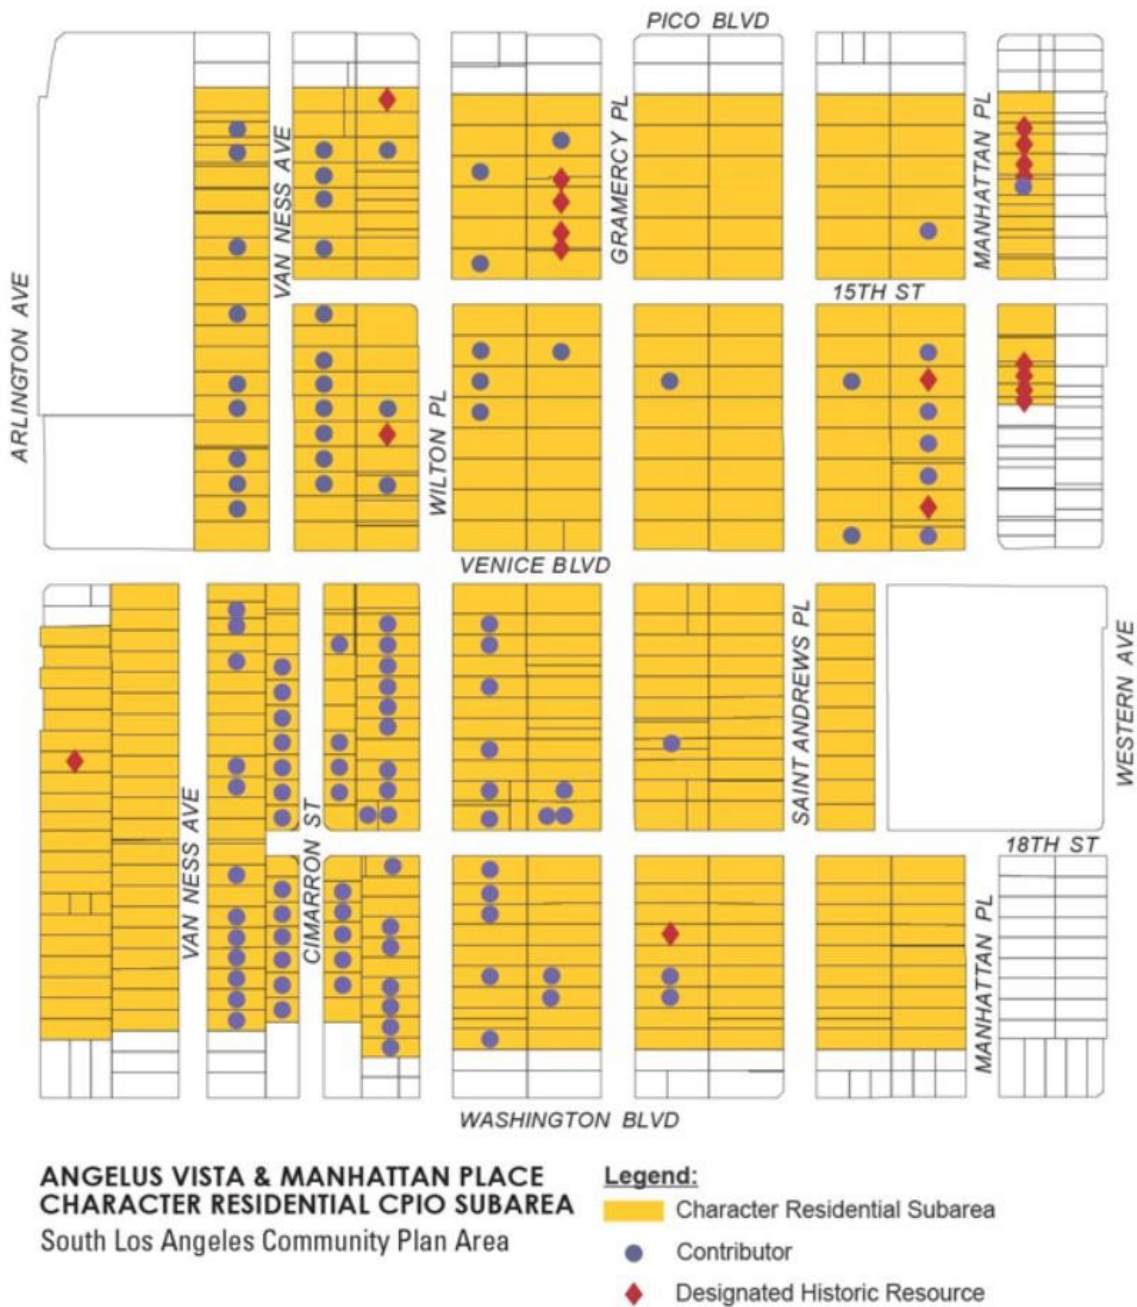 PICO BLVD
VAN NESS AVE
GRAMERCY PL
MANHATTAN PL
15TH ST
ARLINGTON AVE
WILTON PL
VENICE BLVD
SAINT ANDREWS PL
WESTERN AVE
VAN NESS AVE
CIMARRON ST
18TH ST
MANHATTAN PL
WASHINGTON BLVD
ANGELUS VISTA & MANHATTAN PLACE
CHARACTER RESIDENTIAL CPIO SUBAREA
South Los Angeles Community Plan Area
Legend:
Character Residential Subarea
Contributor
Designated Historic Resource